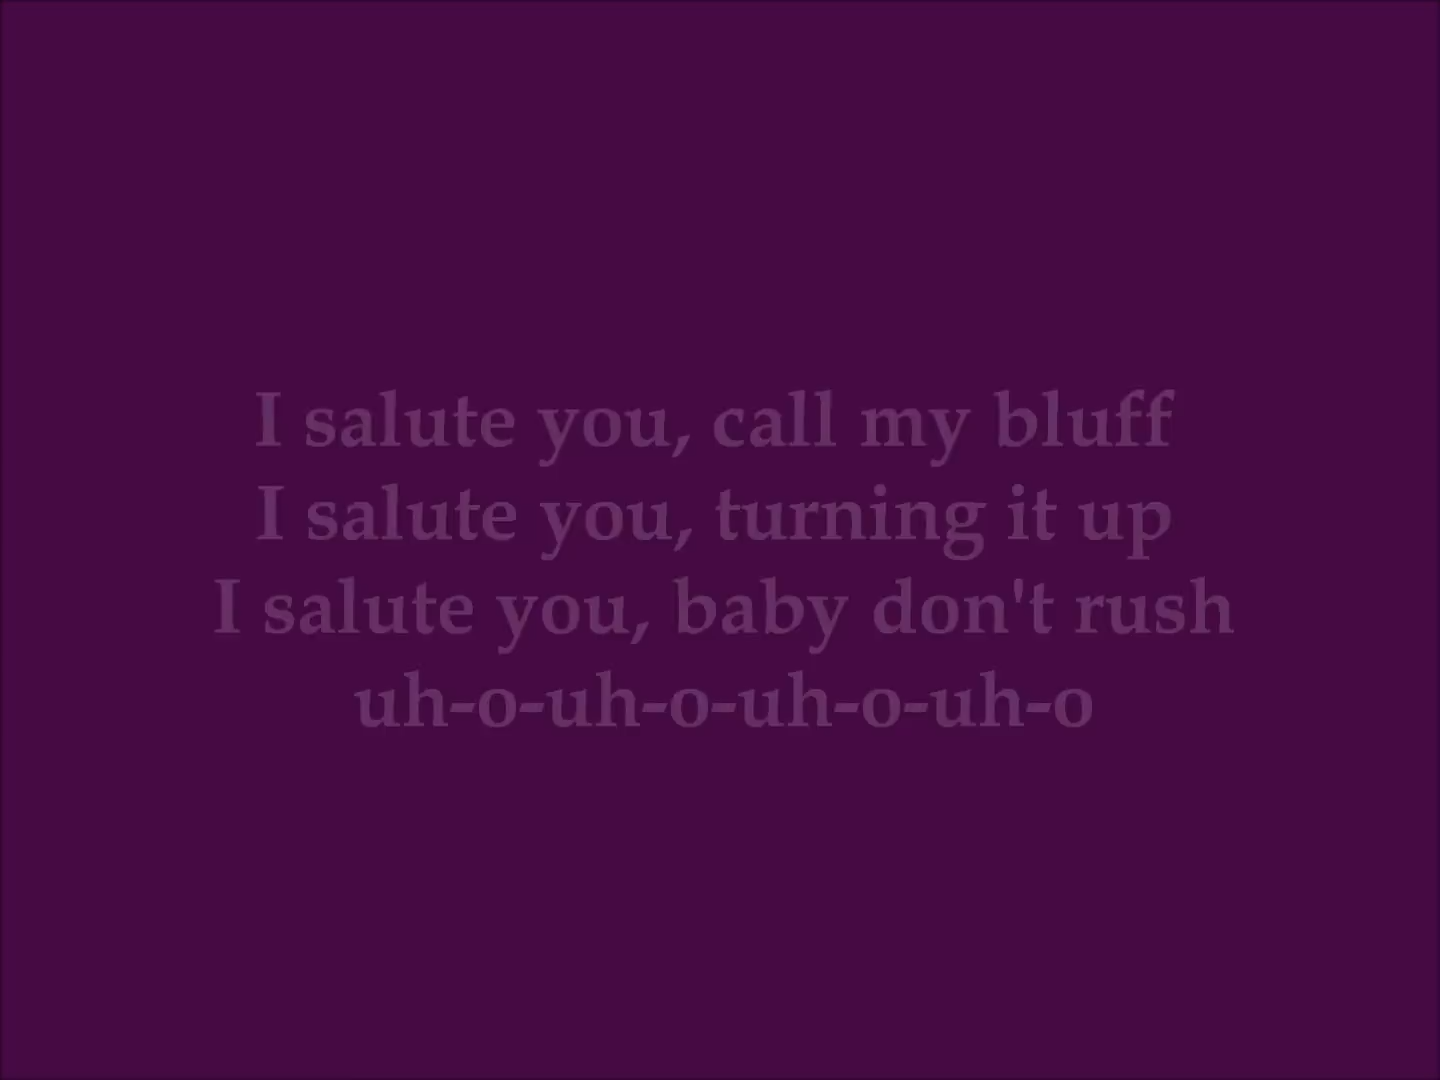 I salute you, call my bluff
I salute you, turning it up
I salute you, baby don't rush
uh-o-uh-o-uh-o-uh-o